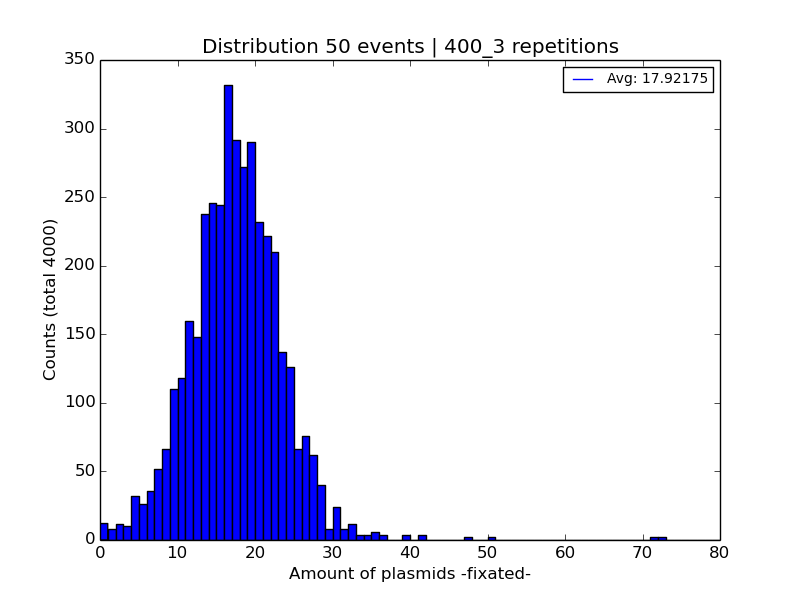 Distribution 50 events | 400_3 repetitions
Avg: 17.92175
350
300
250
200
150
100
50
0
Counts (total 4000)
0 10 20 30 40 50 60 70 80
Amount of plasmids -fixated-